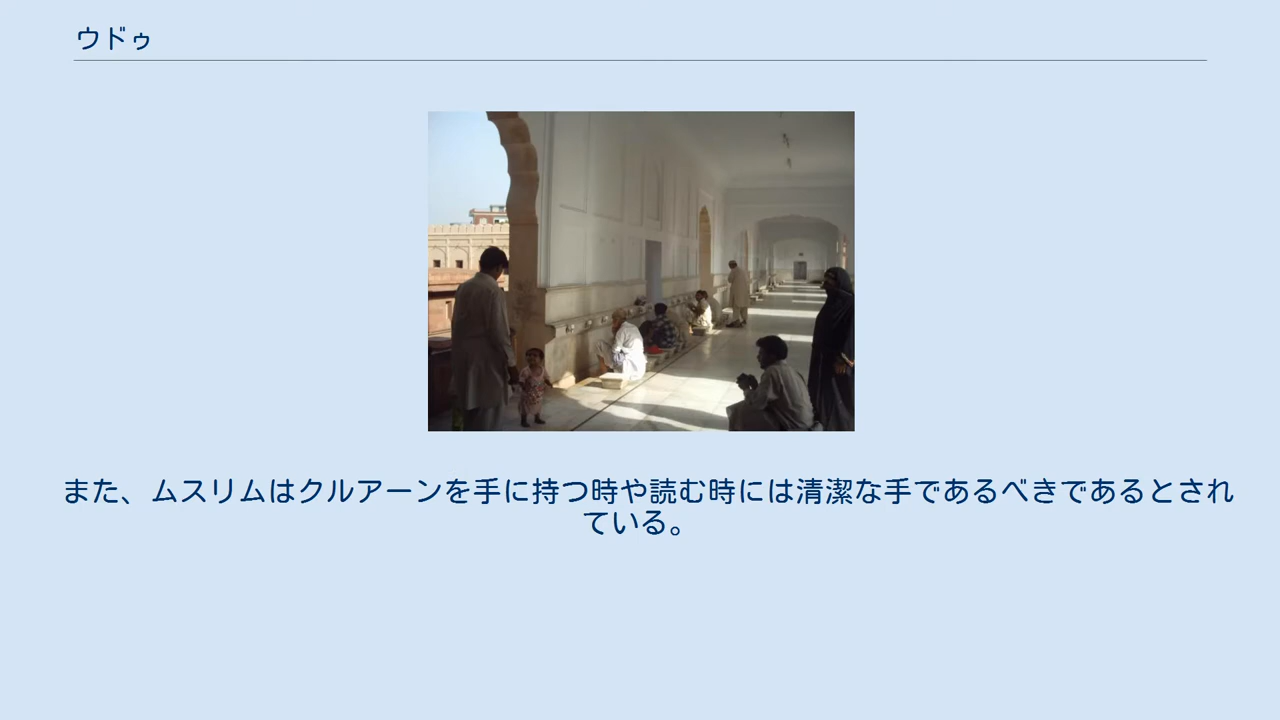 ウドゥ
また、ムスリムはクルアーンを手に持つ時や読む時には清潔な手であるべきであるとされ
ている。